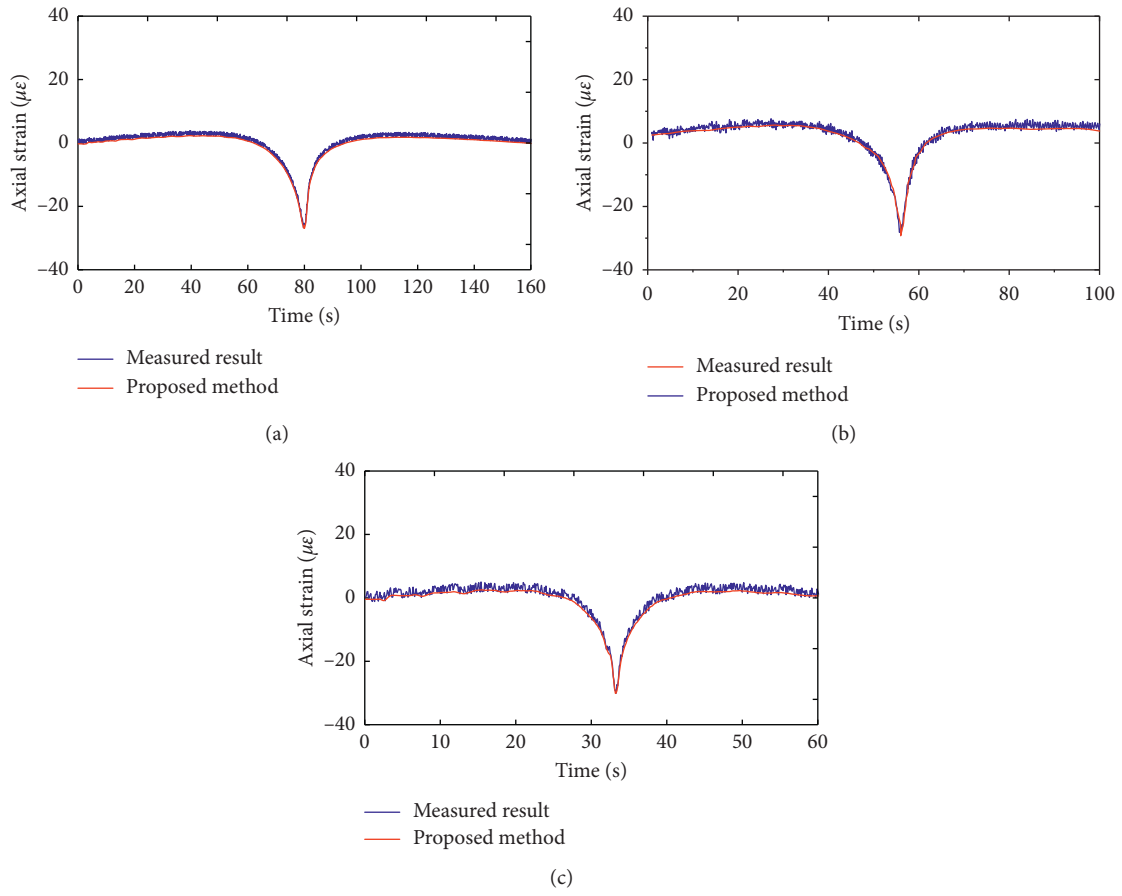 40
20
0
–20
–40
Axial strain (με)
0 20 40 60 80 100 120 140 160
Time (s)
Measured result
Proposed method
(a)
40
20
0
–20
–40
Axial strain (με)
0 20 40 60 80 100
Time (s)
Measured result
Proposed method
(b)
40
20
0
–20
–40
Axial strain (με)
0 10 20 30 40 50 60
Time (s)
Measured result
Proposed method
(c)